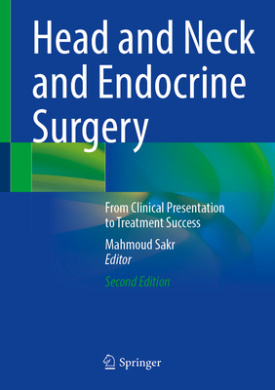 Head and Neck
and Endocrine
Surgery
From Clinical Presentation
to Treatment Success
Mahmoud Sakr
Editor
Second Edition
Springer